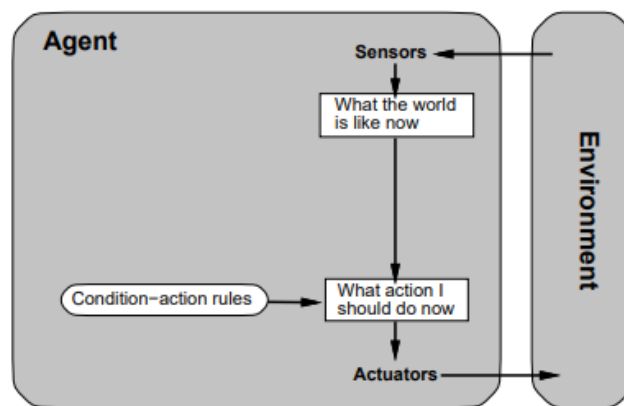 Agent
Sensors
What the world
is like now
Environment
Condition−action rules
What action I
should do now
Actuators